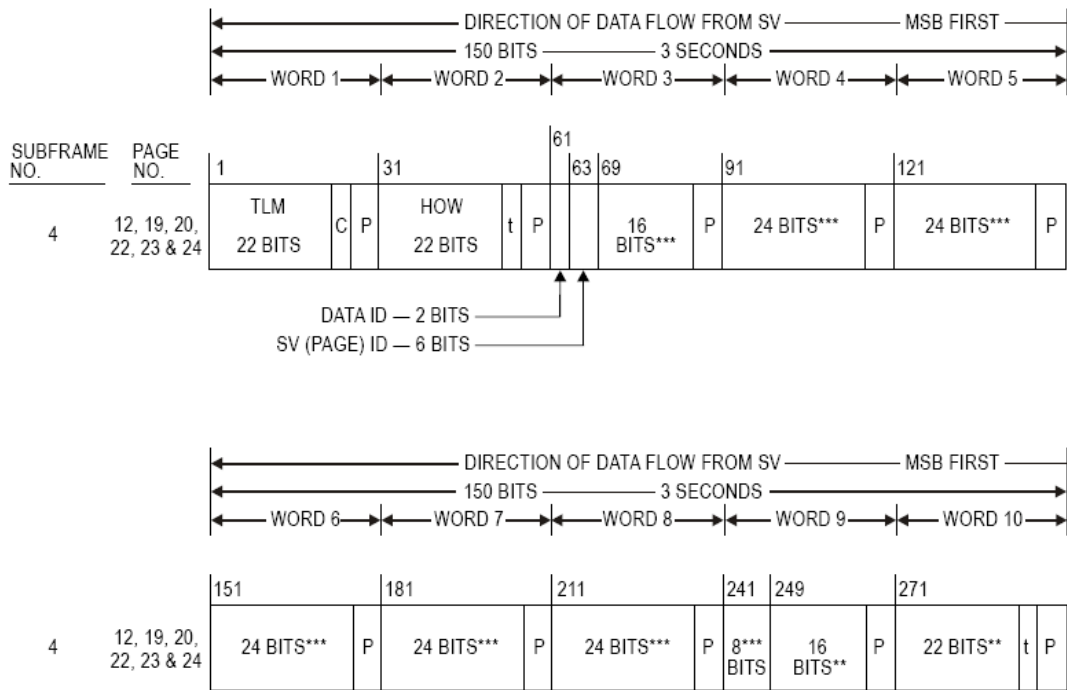 DIRECTION OF DATA FLOW FROM SV MSB FIRST
150 BITS 3 SECONDS
WORD 1 WORD 2 WORD 3 WORD 4 WORD 5
SUBFRAME NO. PAGE NO.
61
1 31 63 69 91 121
4 12, 19, 20, 22, 23 & 24
TLM 22 BITS C P HOW 22 BITS t P 16 BITS*** P 24 BITS*** P 24 BITS*** P
DATA ID — 2 BITS
SV (PAGE) ID — 6 BITS
DIRECTION OF DATA FLOW FROM SV MSB FIRST
150 BITS 3 SECONDS
WORD 6 WORD 7 WORD 8 WORD 9 WORD 10
151 181 211 241 249 271
4 12, 19, 20, 22, 23 & 24
24 BITS*** P 24 BITS*** P 24 BITS*** P 8*** BITS 16 BITS** P 22 BITS** t P